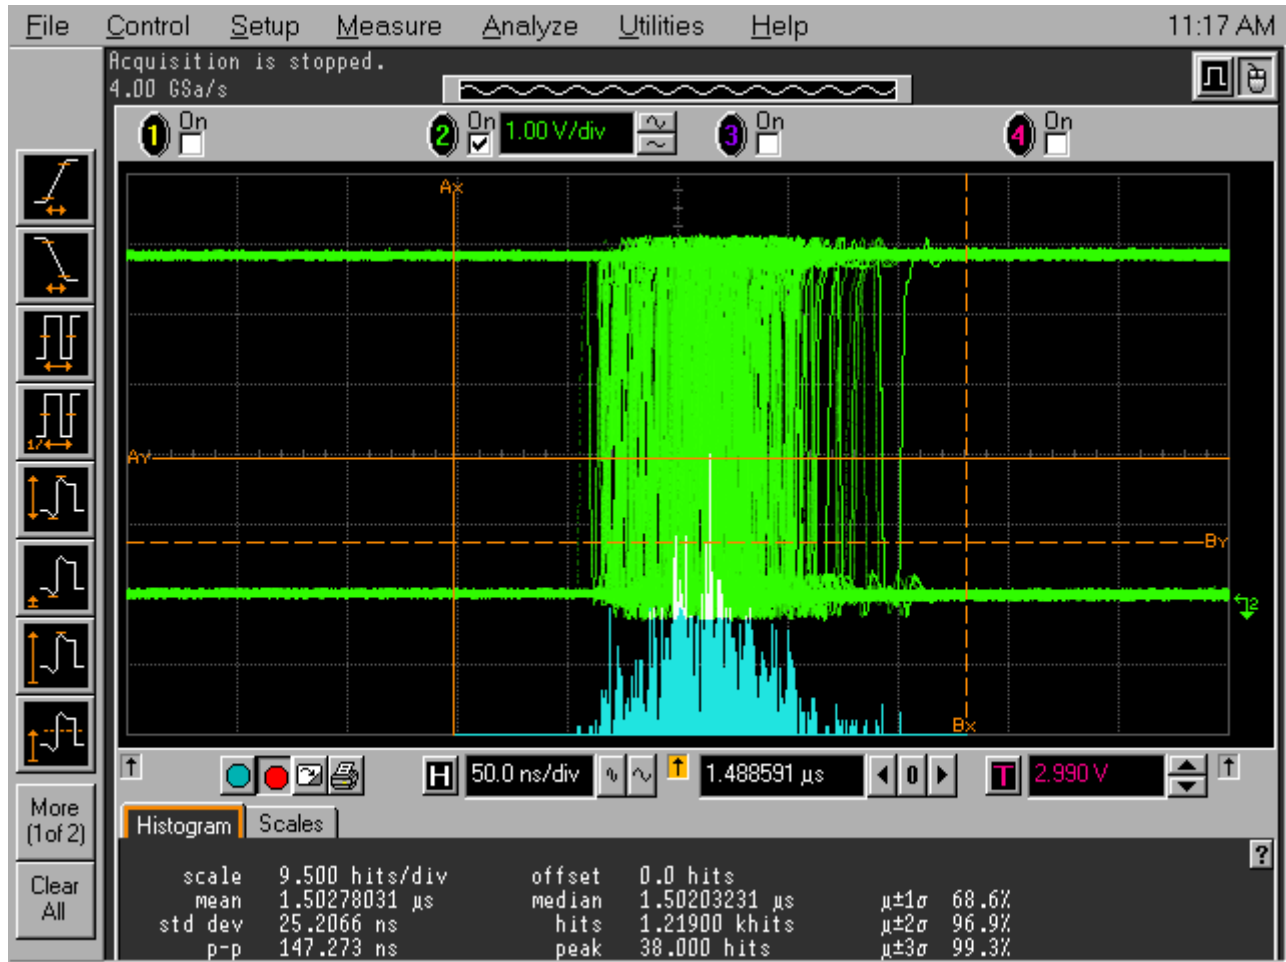 File Control Setup Measure Analyze Utilities Help 11:17 AM
Acquisition is stopped.
4.00 GSa/s
1 On 2 On 1.00 V/div 3 On 4 On
Ax
Ay
By
Bx
2
1/
H 50.0 ns/div 1.488591 µs 0 T 2.990 V
More
(1of 2)
Clear
All
Histogram Scales
?
scale 9.500 hits/div offset 0.0 hits
mean 1.50278031 µs median 1.50203231 µs µ±1σ 68.6%
std dev 25.2066 ns hits 1.21900 khits µ±2σ 96.9%
p-p 147.273 ns peak 38.000 hits µ±3σ 99.3%